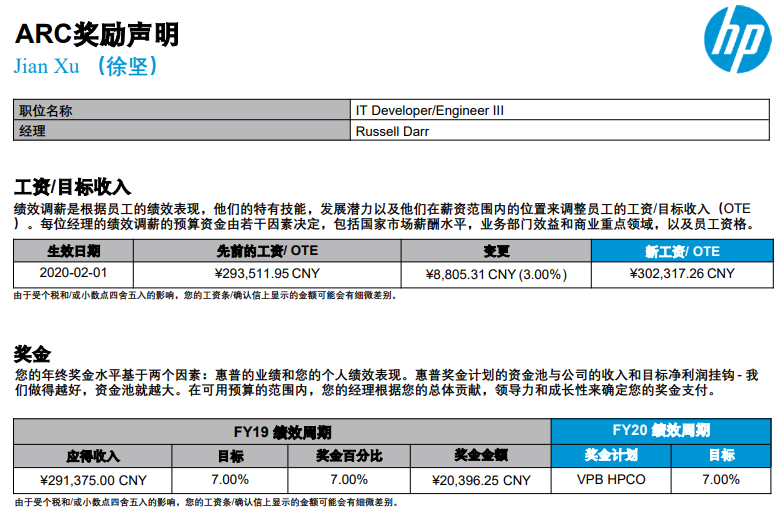 ARC奖励声明
hp
Jian Xu （徐坚）
职位名称 IT Developer/Engineer III
经理 Russell Darr
工资/目标收入
绩效调薪是根据员工的绩效表现，他们的特有技能，发展潜力以及他们在薪资范围内的位置来调整员工的工资/目标收入（OTE
）。每位经理的绩效调薪的预算资金由若干因素决定，包括国家市场薪酬水平，业务部门效益和商业重点领域，以及员工资格。
生效日期 先前的工资/ OTE 变更 新工资/ OTE
2020-02-01 ¥293,511.95 CNY ¥8,805.31 CNY (3.00%) ¥302,317.26 CNY
由于受个税和/或小数点四舍五入的影响，您的工资条/确认信上显示的金额可能会有细微差别。
奖金
您的年终奖金水平基于两个因素：惠普的业绩和您的个人绩效表现。惠普奖金计划的资金池与公司的收入和目标净利润挂钩 - 我
们做得越好，资金池就越大。在可用预算的范围内，您的经理根据您的总体贡献，领导力和成长性来确定您的奖金支付。
FY19 绩效周期 FY20 绩效周期
应得收入 目标 奖金百分比 奖金金额 奖金计划 目标
¥291,375.00 CNY 7.00% 7.00% ¥20,396.25 CNY VPB HPCO 7.00%
由于受个税和/或小数点四舍五入的影响，您的工资条/确认信上显示的金额可能会有细微差别。